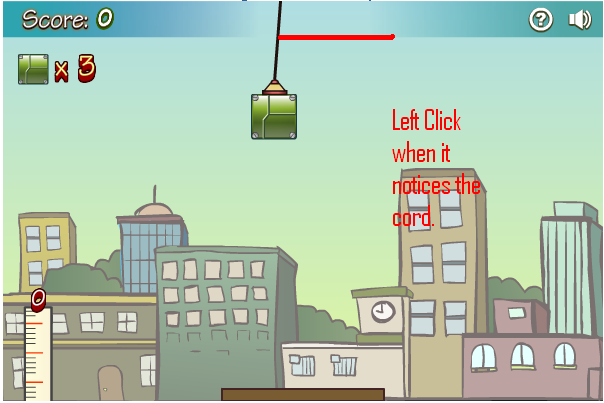 Score: 0
?
x 3
Left Click
when it
notices the
cord.
0